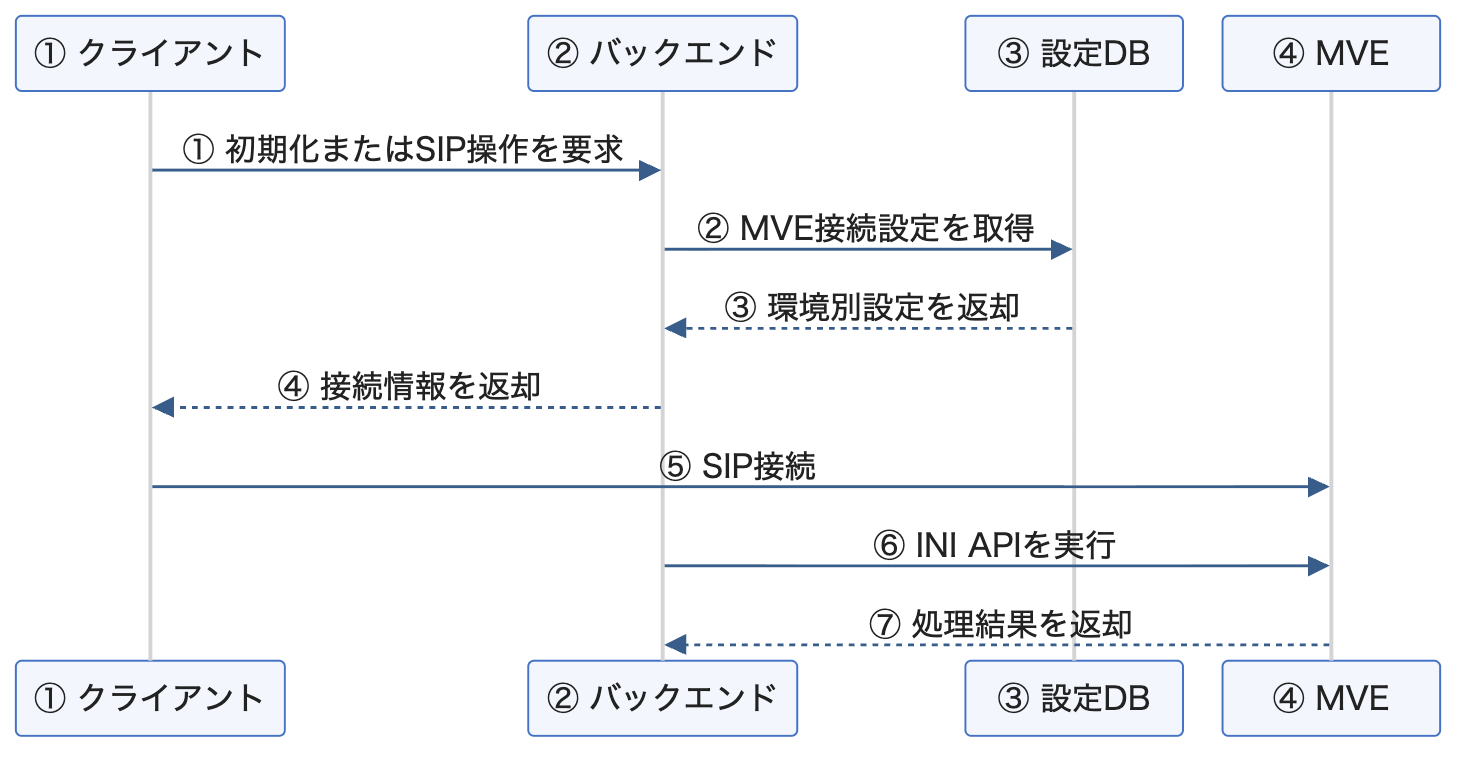 ① クライアント
② バックエンド
③ 設定DB
④ MVE
① 初期化またはSIP操作を要求
② MVE接続設定を取得
③ 環境別設定を返却
④ 接続情報を返却
⑤ SIP接続
⑥ INI APIを実行
⑦ 処理結果を返却
① クライアント
② バックエンド
③ 設定DB
④ MVE